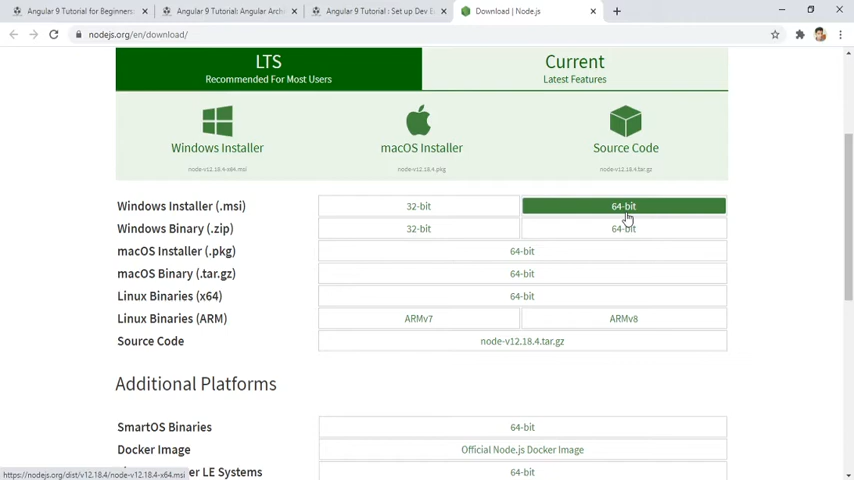 Angular 9 Tutorial for Beginners:
Angular 9 Tutorial: Angular Arch
Angular 9 Tutorial : Set up Dev E
Download | Node.js
nodejs.org/en/download/
LTS
Recommended For Most Users
Current
Latest Features
Windows Installer
macOS Installer
Source Code
node-v12.18.4-x64.msi
node-v12.18.4.pkg
node-v12.18.4.tar.gz
Windows Installer (.msi) 32-bit 64-bit
Windows Binary (.zip) 32-bit 64-bit
macOS Installer (.pkg) 64-bit
macOS Binary (.tar.gz) 64-bit
Linux Binaries (x64) 64-bit
Linux Binaries (ARM) ARMv7 ARMv8
Source Code node-v12.18.4.tar.gz
Additional Platforms
SmartOS Binaries 64-bit
Docker Image Official Node.js Docker Image
er LE Systems 64-bit
https://nodejs.org/dist/v12.18.4/node-v12.18.4-x64.msi